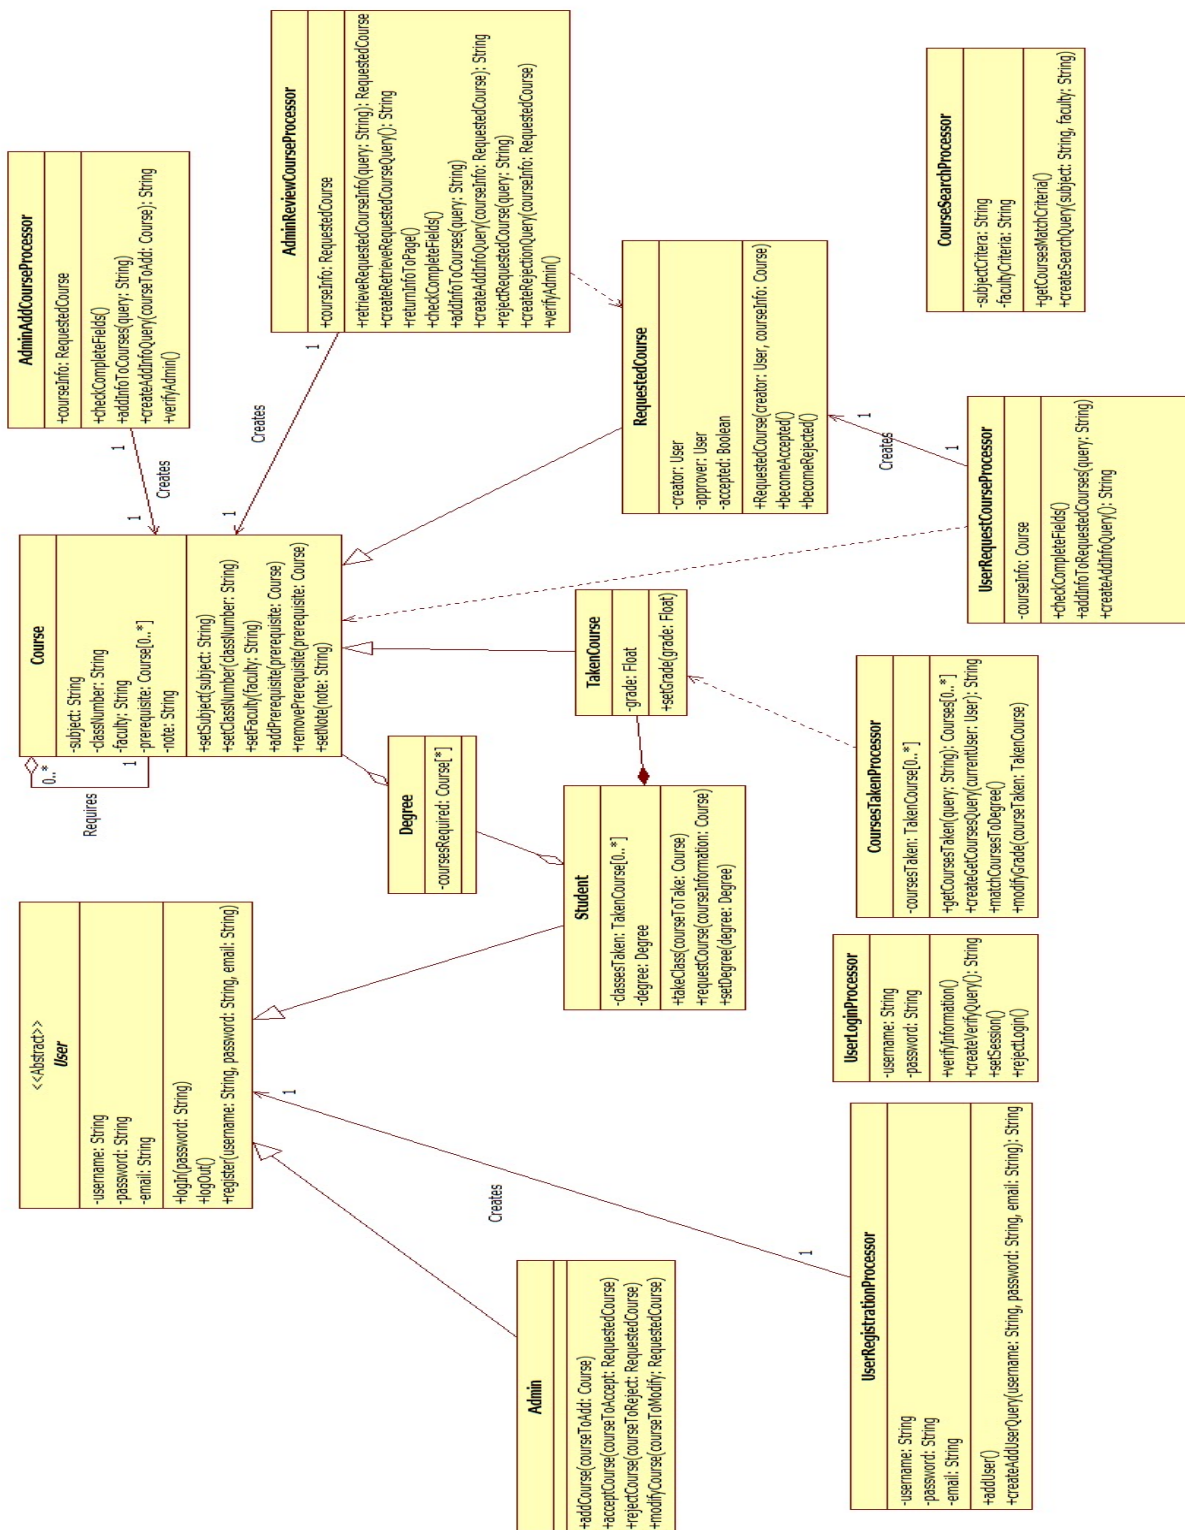 <<Abstract>>
User
-username: String
-password: String
-email: String
+logIn(password: String)
+logOut()
+register(username: String, password: String, email: String)
Requires
0..*
1
Course
-subject: String
-classNumber: String
-faculty: String
-prerequisite: Course[0..*]
-note: String
+setSubject(subject: String)
+setClassNumber(classNumber: String)
+setFaculty(faculty: String)
+addPrerequisite(prerequisite: Course)
+removePrerequisite(prerequisite: Course)
+setNote(note: String)
1
Creates
1
AdminAddCourseProcessor
+courseInfo: RequestedCourse
+checkCompleteFields()
+addInfoToCourses(query: String)
+createAddInfoQuery(courseToAdd: Course): String
+verifyAdmin()
1
Creates
1
AdminReviewCourseProcessor
+courseInfo: RequestedCourse
+retrieveRequestedCourseInfo(query: String): RequestedCourse
+createRetrieveRequestedCourseQuery(): String
+returnInfoToPage()
+checkCompleteFields()
+addInfoToCourses(query: String)
+createAddInfoQuery(courseInfo: RequestedCourse): String
+rejectRequestedCourse(query: String)
+createRejectionQuery(courseInfo: RequestedCourse)
+verifyAdmin()
Degree
-coursesRequired: Course[*]
Admin
+addCourse(courseToAdd: Course)
+acceptCourse(courseToAccept: RequestedCourse)
+rejectCourse(courseToReject: RequestedCourse)
+modifyCourse(courseToModify: RequestedCourse)
1
Creates
1
Student
-classesTaken: TakenCourse[0..*]
-degree: Degree
+takeClass(courseToTake: Course)
+requestCourse(courseInformation: Course)
+setDegree(degree: Degree)
TakenCourse
-grade: Float
+setGrade(grade: Float)
RequestedCourse
-creator: User
-approver: User
-accepted: Boolean
+RequestedCourse(creator: User, courseInfo: Course)
+becomeAccepted()
+becomeRejected()
1
Creates
1
UserRegistrationProcessor
-username: String
-password: String
-email: String
+addUser()
+createAddUserQuery(username: String, password: String, email: String): String
UserLoginProcessor
-username: String
-password: String
+verifyInformation()
+createVerifyQuery(): String
+setSession()
+rejectLogin()
CoursesTakenProcessor
-coursesTaken: TakenCourse[0..*]
+getCoursesTaken(query: String): Courses[0..*]
+createGetCoursesQuery(currentUser: User): String
+matchCoursesToDegree()
+modifyGrade(courseTaken: TakenCourse)
UserRequestCourseProcessor
-courseInfo: Course
+checkCompleteFields()
+addInfoToRequestedCourses(query: String)
+createAddInfoQuery(): String
CourseSearchProcessor
-subjectCritera: String
-facultyCriteria: String
+getCoursesMatchCriteria()
+createSearchQuery(subject: String, faculty: String)